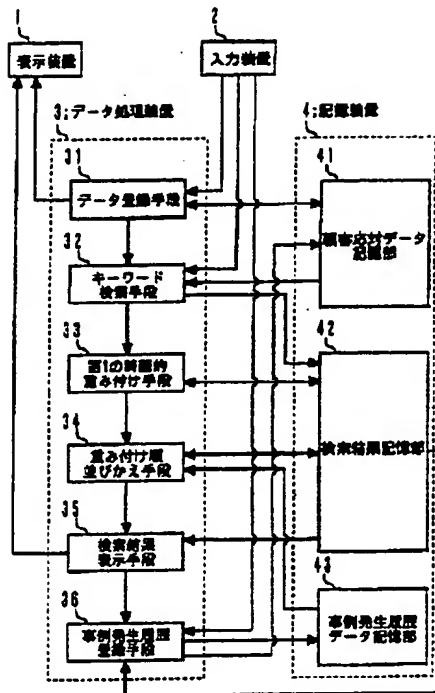 1
表示装置
2
入力装置
3;データ処理装置
31
データ登録手段
32
キーワード
検索手段
33
第1の時間的
重み付け手段
34
重み付け順
並びかえ手段
35
検索結果
表示手段
36
事例発生履歴
登録手段
4;記憶装置
41
顧客応対データ
記憶部
42
検索結果記憶部
43
事例発生履歴
データ記憶部